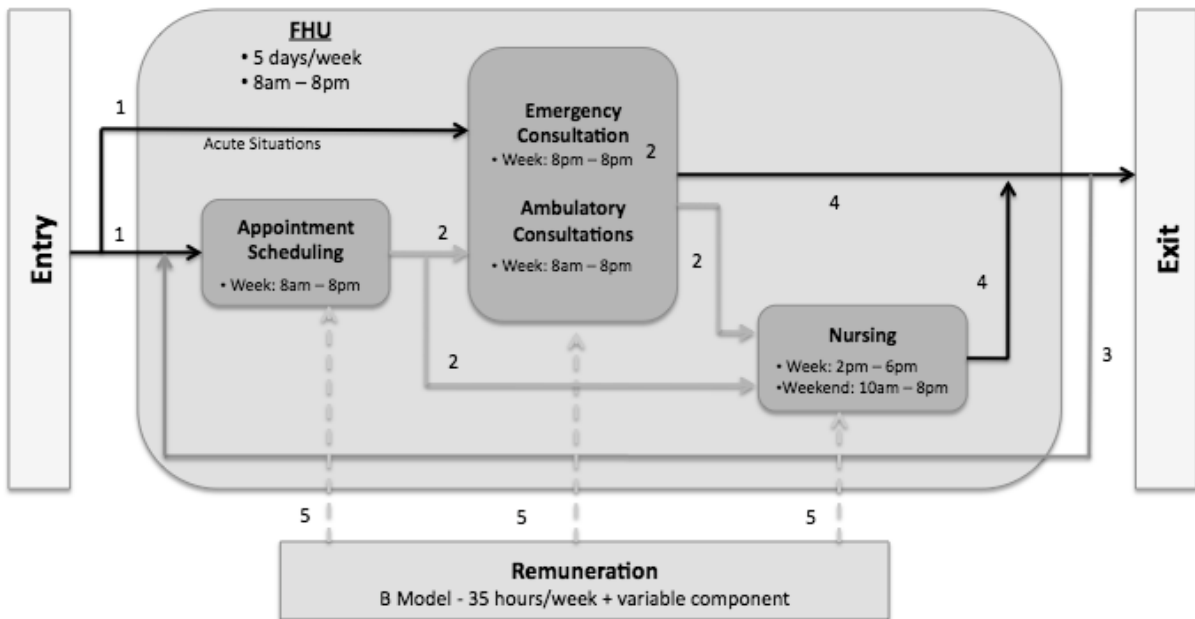 FHU
• 5 days/week
• 8am – 8pm
1
Acute Situations
Emergency
Consultation
• Week: 8pm – 8pm
2
Ambulatory
Consultations
• Week: 8am – 8pm
Entry
1
Appointment
Scheduling
• Week: 8am – 8pm
2
2
2
4
4
Nursing
• Week: 2pm – 6pm
•Weekend: 10am – 8pm
3
Exit
5
5
5
Remuneration
B Model - 35 hours/week + variable component